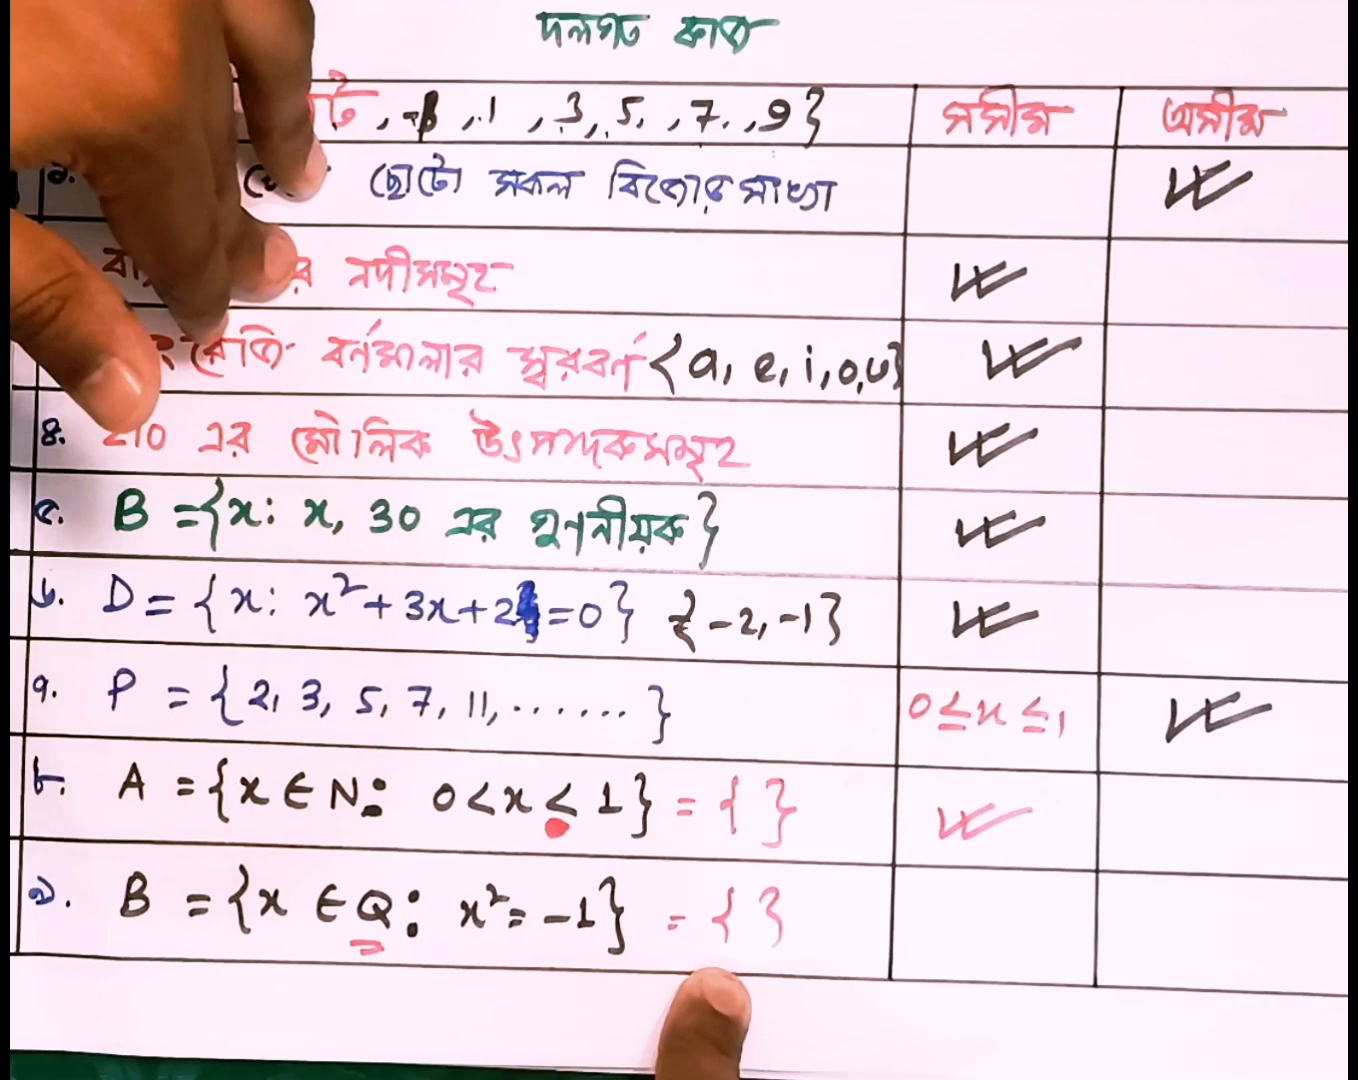 দলগত কাজ
, -1, 1, 3, 5, 7, 9} সসীম অসীম
১. ছোটো সকল বিজোড় সংখ্যা
নদীসমূহ
বর্ণমালার স্বরবর্ণ {a, e, i, o, u}
৪. 210 এর মৌলিক উৎপাদকসমূহ
৫. B = {x: x, 30 এর গুণনীয়ক}
৬. D = {x: x² + 3x + 2 = 0} {-2, -1}
৭. P = {2, 3, 5, 7, 11, ......} 0 ≤ x ≤ 1
৮. A = {x ∈ N: 0 < x ≤ 1} = { }
৯. B = {x ∈ Q: x² = -1} = { }